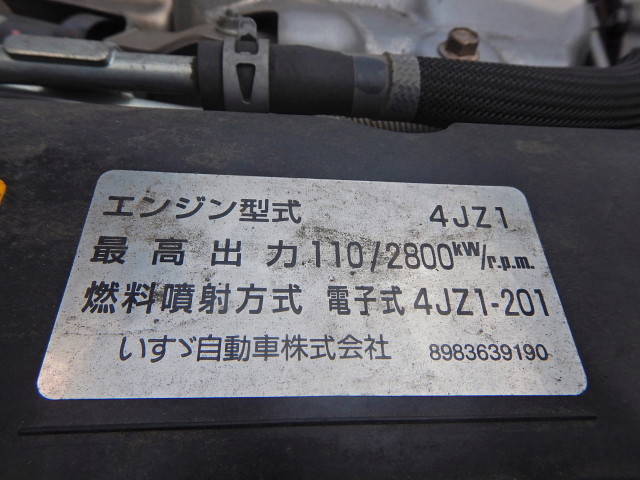 エンジン型式 4JZ1
最高出力 110/2800kW/r.p.m.
燃料噴射方式 電子式 4JZ1-201
いすゞ自動車株式会社 8983639190